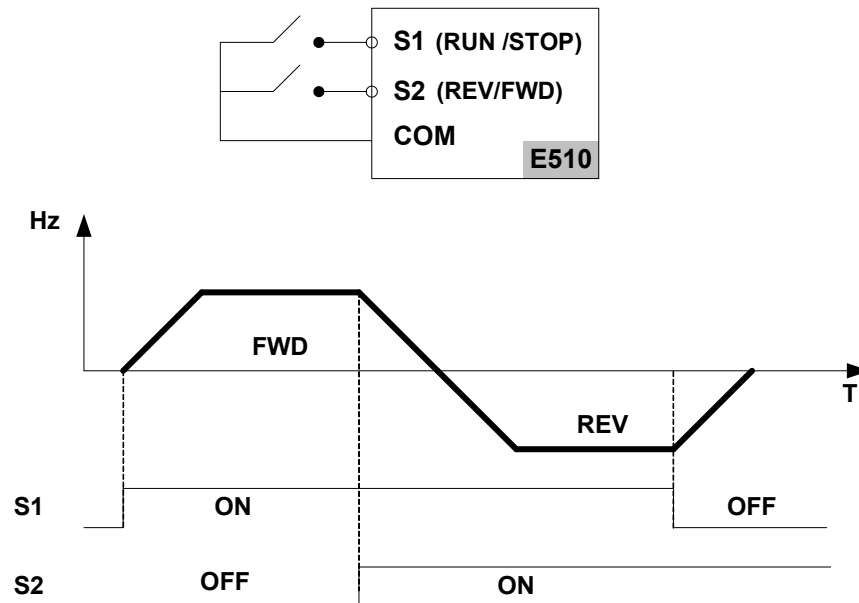 S1 (RUN /STOP)
S2 (REV/FWD)
COM
E510
Hz
FWD
T
REV
S1 ON OFF
S2 OFF ON